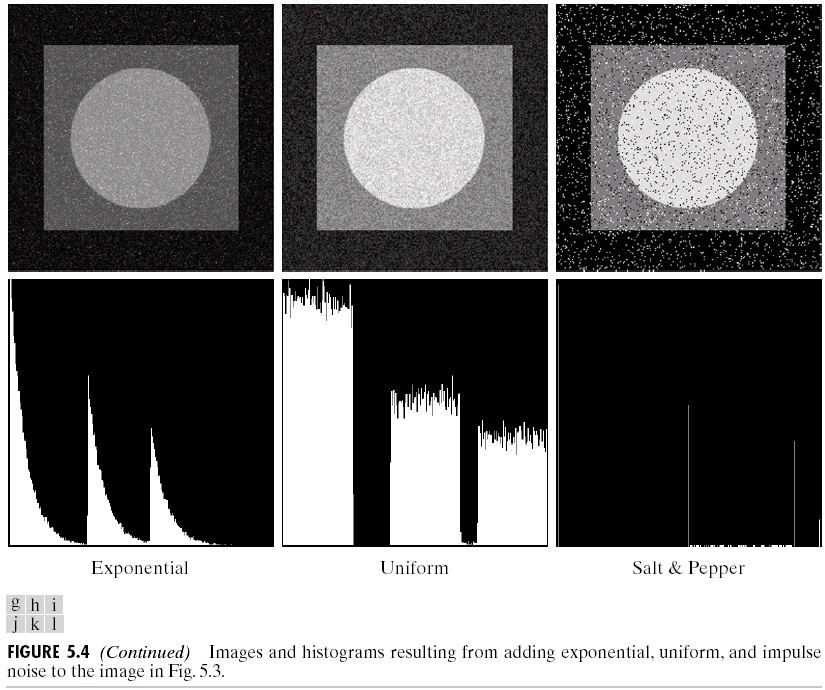 Exponential
Uniform
Salt & Pepper
g h i
j k l
FIGURE 5.4 (Continued) Images and histograms resulting from adding exponential, uniform, and impulse
noise to the image in Fig. 5.3.